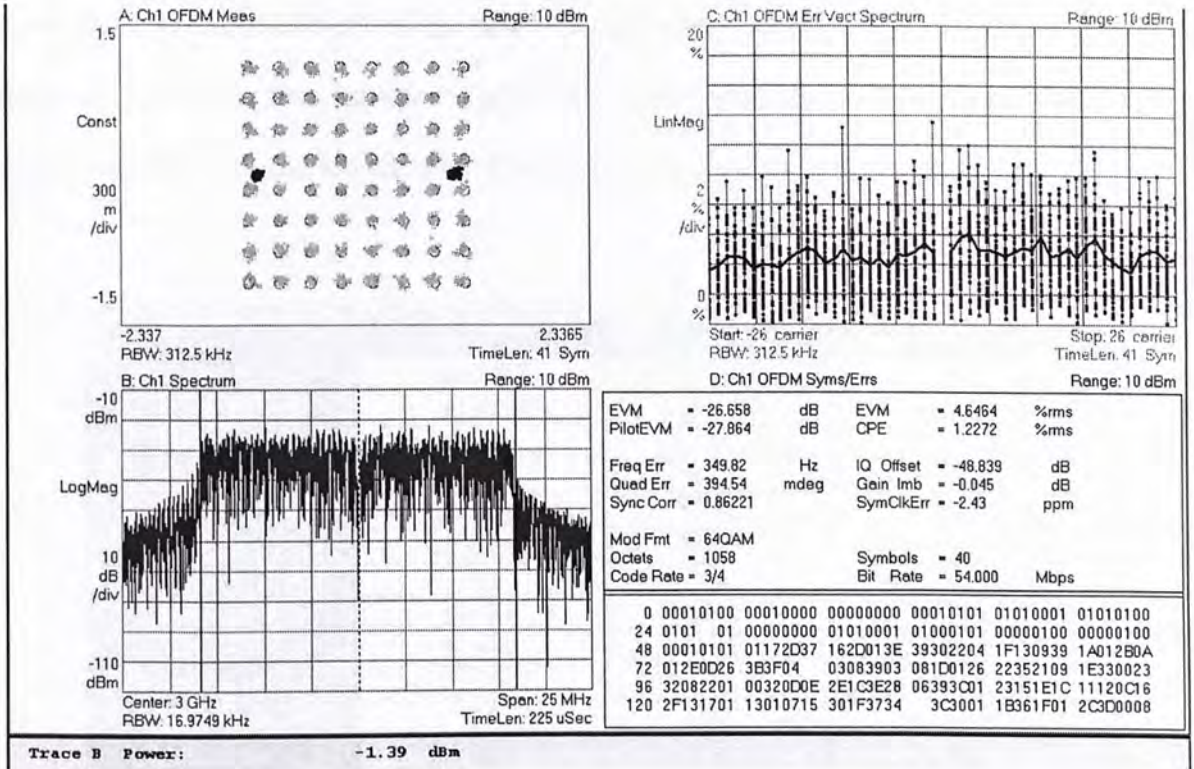 A: Ch1 OFDM Meas Range: 10 dBm
1.5
Const
300
m
/div
-1.5
-2.337 2.3365
RBW: 312.5 kHz TimeLen: 41 Sym
C: Ch1 OFDM Err Vect Spectrum Range: 10 dBm
20
%
LinMag
2
%
/div
0
%
Start: -26 carrier Stop: 26 carrier
RBW: 312.5 kHz TimeLen: 41 Sym
B: Ch1 Spectrum Range: 10 dBm
-10
dBm
LogMag
10
dB
/div
-110
dBm
Center: 3 GHz Span: 25 MHz
RBW: 16.9749 kHz TimeLen: 225 uSec
D: Ch1 OFDM Syms/Errs Range: 10 dBm
EVM = -26.658 dB EVM = 4.6464 %rms
PilotEVM = -27.864 dB CPE = 1.2272 %rms
Freq Err = 349.82 Hz IQ Offset = -48.839 dB
Quad Err = 394.54 mdeg Gain Imb = -0.045 dB
Sync Corr = 0.86221 SymClkErr = -2.43 ppm
Mod Fmt = 64QAM
Octets = 1058 Symbols = 40
Code Rate = 3/4 Bit Rate = 54.000 Mbps
0 00010100 00010000 00000000 00010101 01010001 01010100
24 0101 01 00000000 01010001 01000101 00000100 00000100
48 00010101 01172D37 162D013E 39302204 1F130939 1A012B0A
72 012E0D26 3B3F04 03083903 081D0126 22352109 1E330023
96 32082201 00320D0E 2E1C3E28 06393C01 23151E1C 11120C16
120 2F131701 13010715 301F3734 3C3001 1B361F01 2C3D0008
Trace B Power: -1.39 dBm